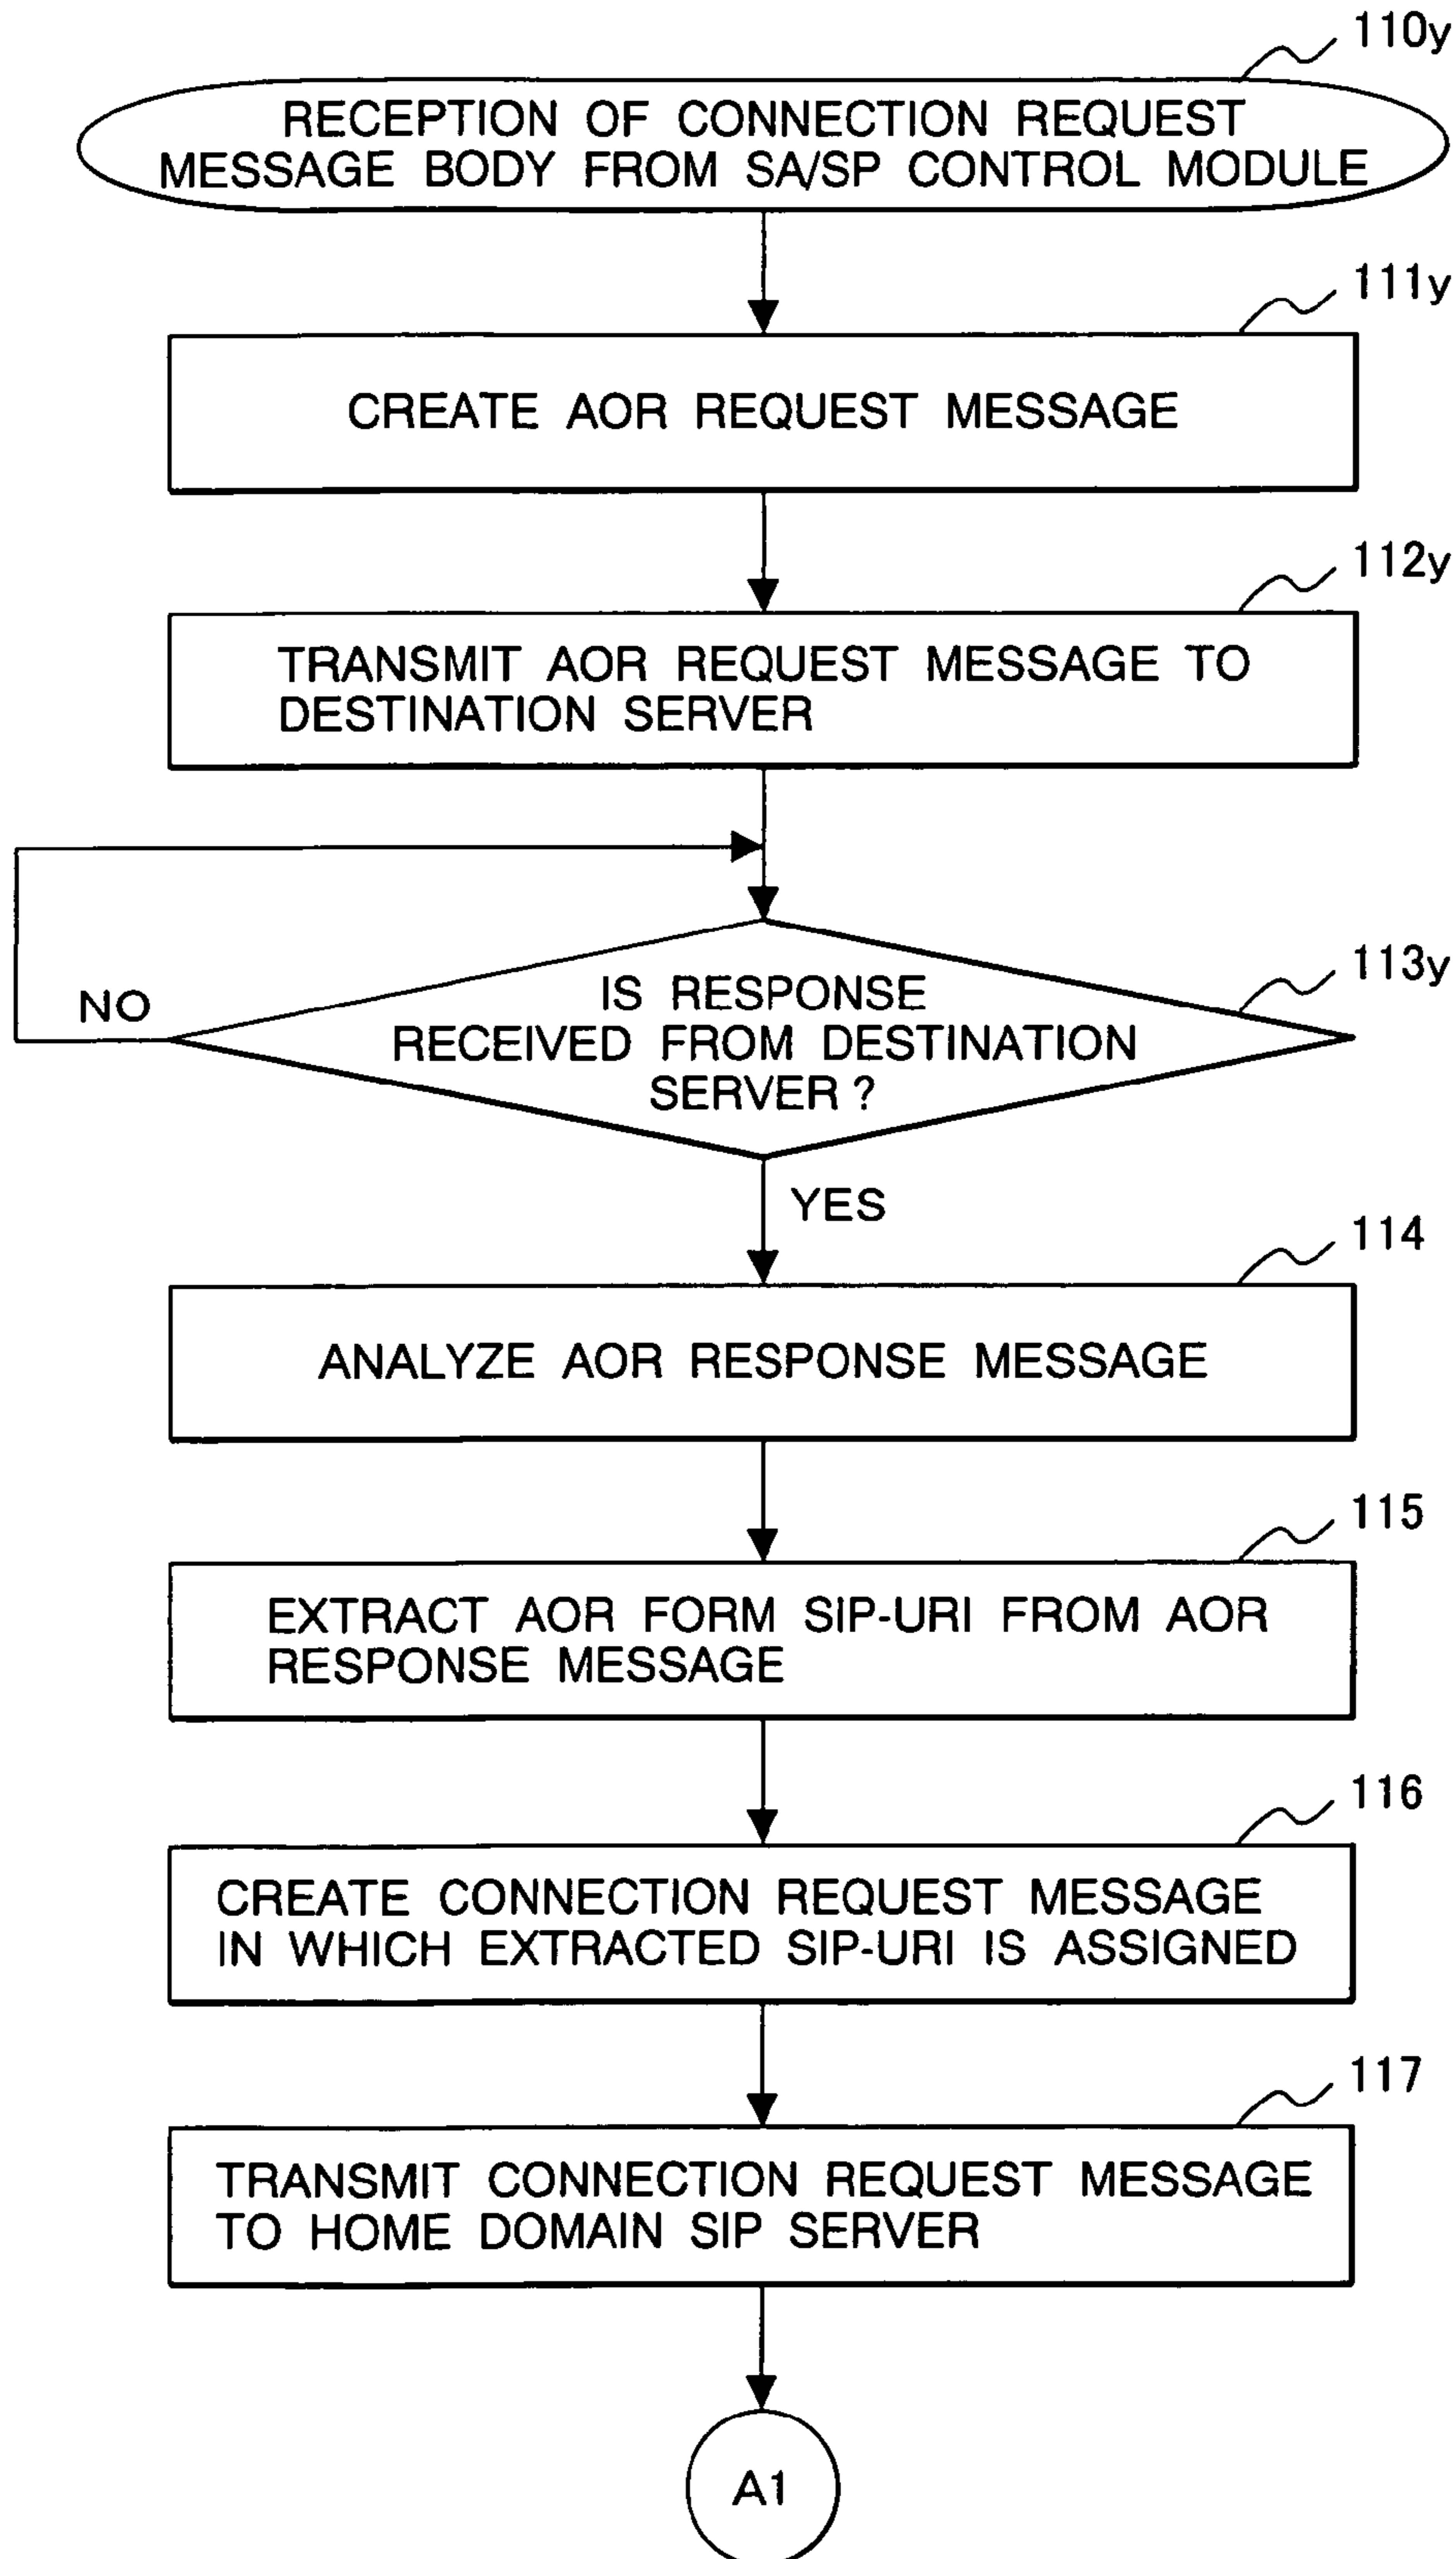 110y
RECEPTION OF CONNECTION REQUEST
MESSAGE BODY FROM SA/SP CONTROL MODULE
111y
CREATE AOR REQUEST MESSAGE
112y
TRANSMIT AOR REQUEST MESSAGE TO
DESTINATION SERVER
113y
NO
IS RESPONSE
RECEIVED FROM DESTINATION
SERVER ?
YES
114
ANALYZE AOR RESPONSE MESSAGE
115
EXTRACT AOR FORM SIP-URI FROM AOR
RESPONSE MESSAGE
116
CREATE CONNECTION REQUEST MESSAGE
IN WHICH EXTRACTED SIP-URI IS ASSIGNED
117
TRANSMIT CONNECTION REQUEST MESSAGE
TO HOME DOMAIN SIP SERVER
A1